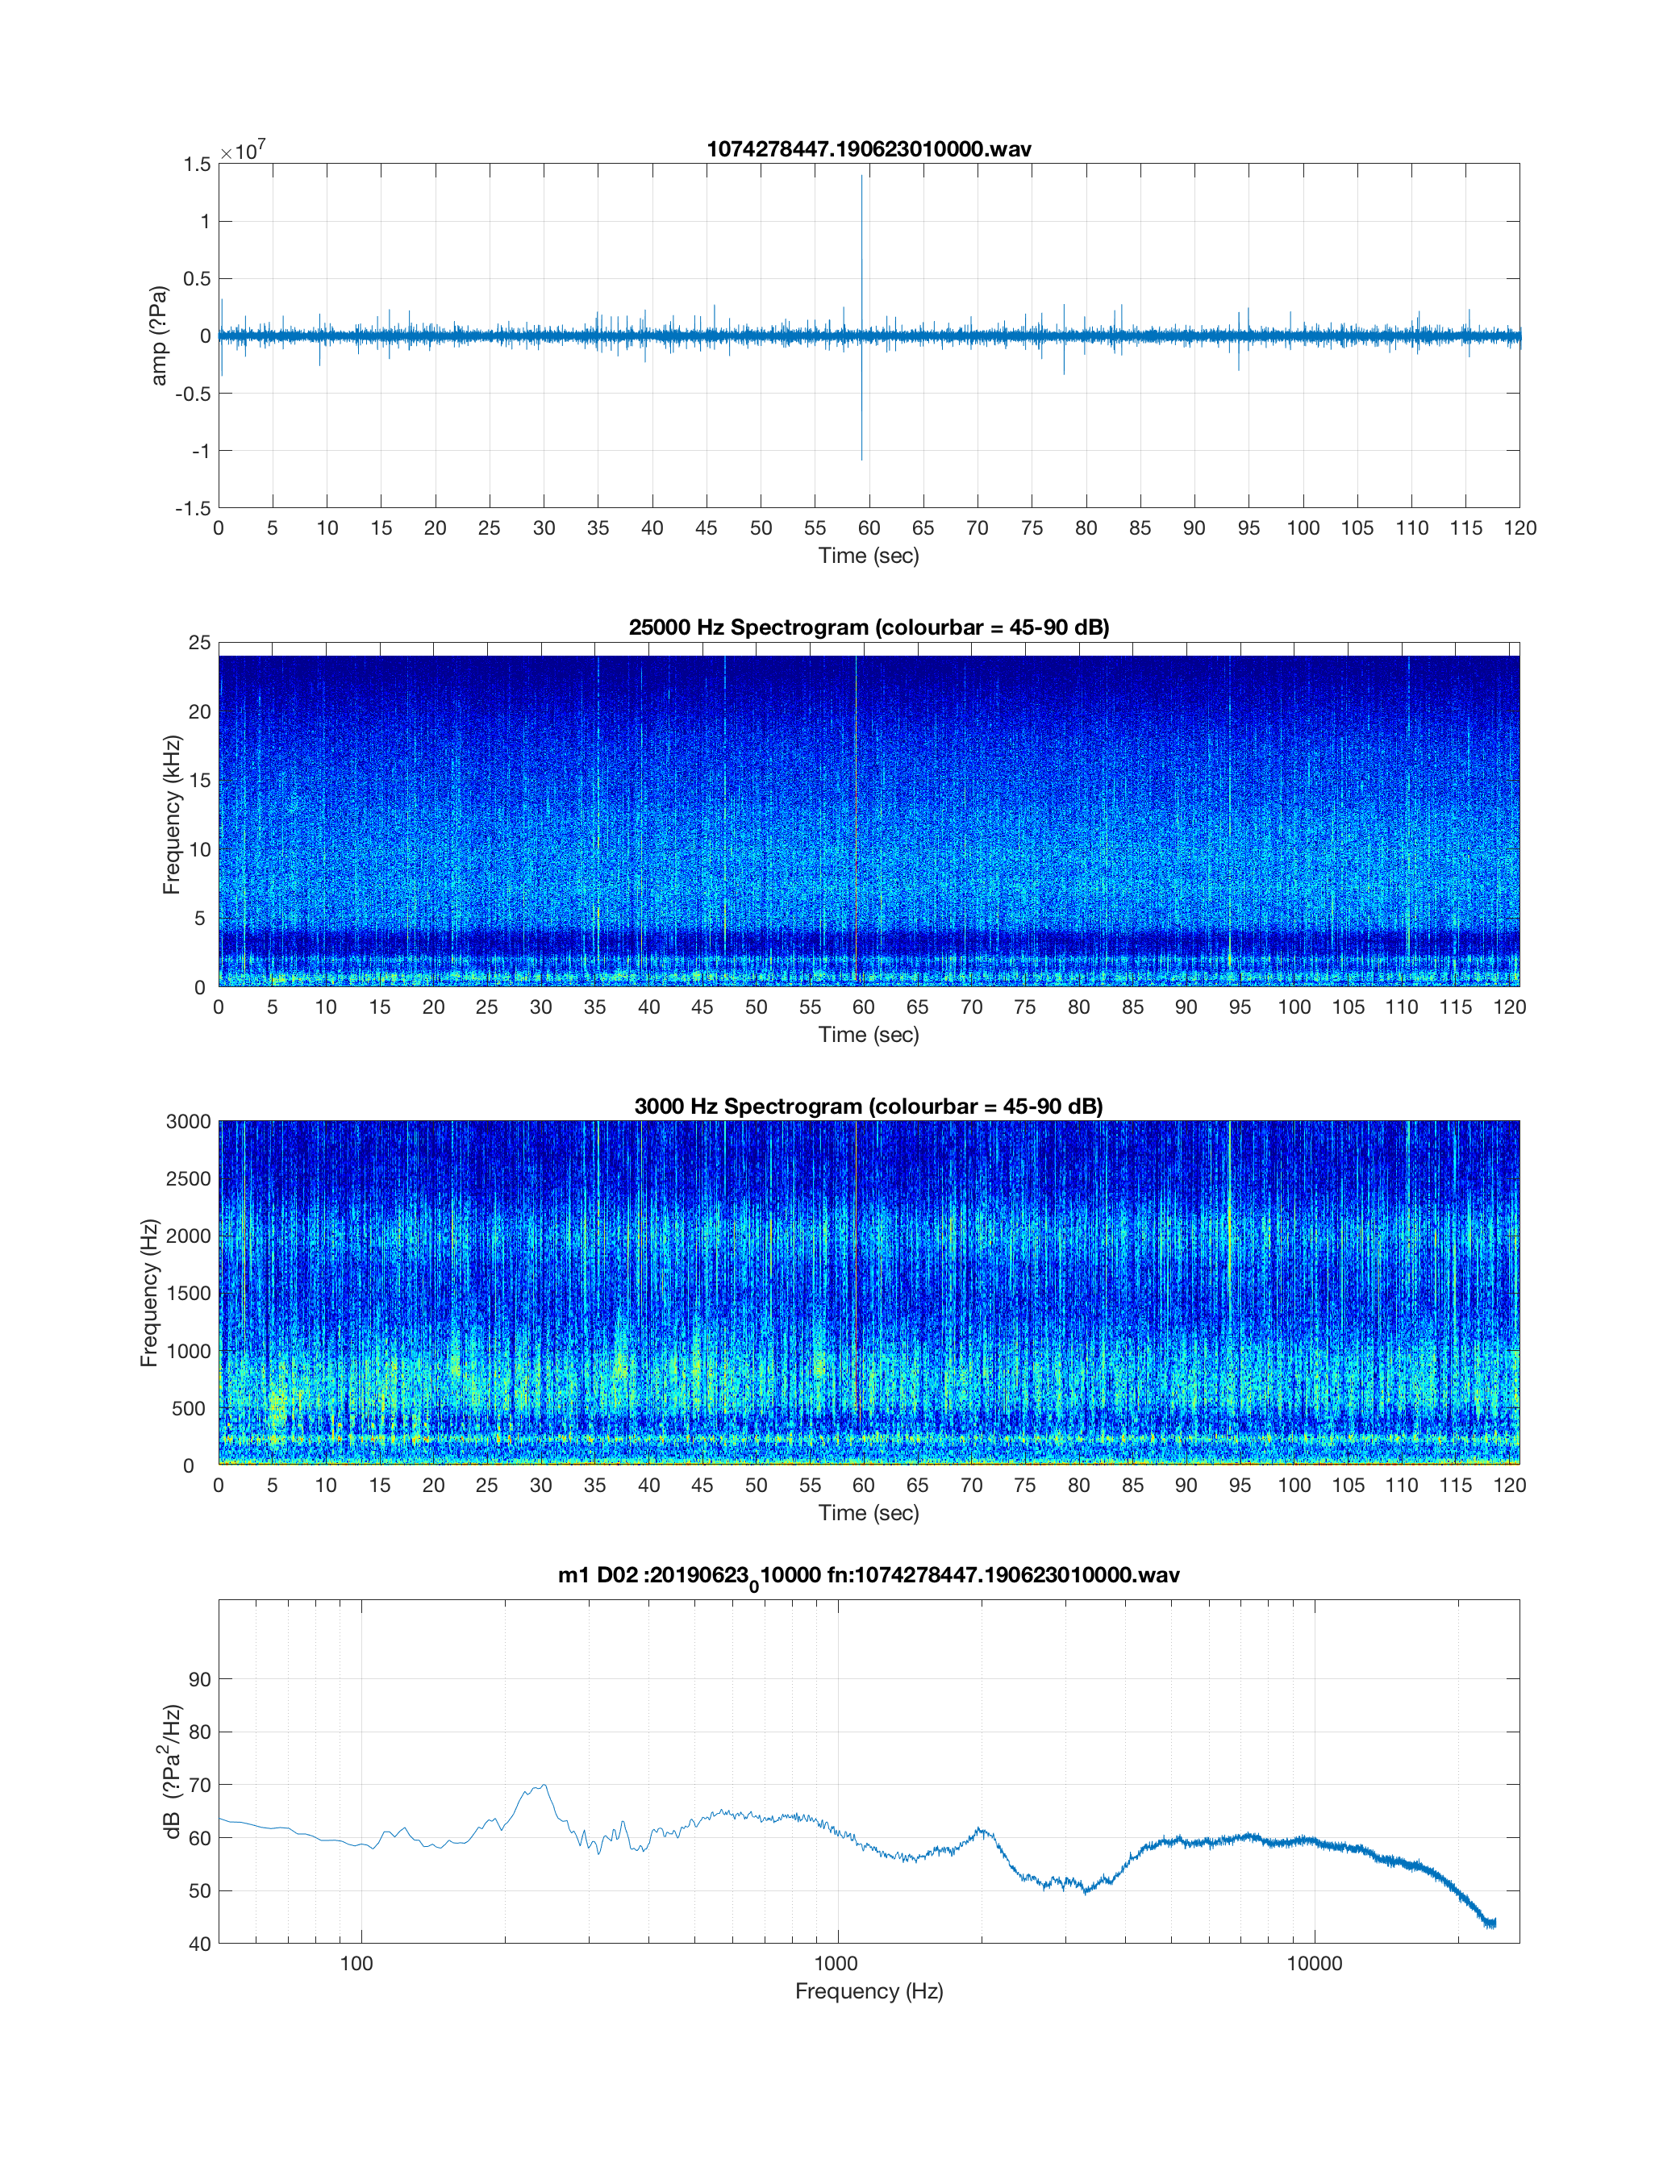 1074278447.190623010000.wav
×10^7
1.5
1
0.5
0
-0.5
-1
-1.5
amp (?Pa)
0 5 10 15 20 25 30 35 40 45 50 55 60 65 70 75 80 85 90 95 100 105 110 115 120
Time (sec)
25000 Hz Spectrogram (colourbar = 45-90 dB)
25
20
15
10
5
0
Frequency (kHz)
0 5 10 15 20 25 30 35 40 45 50 55 60 65 70 75 80 85 90 95 100 105 110 115 120
Time (sec)
3000 Hz Spectrogram (colourbar = 45-90 dB)
3000
2500
2000
1500
1000
500
0
Frequency (Hz)
0 5 10 15 20 25 30 35 40 45 50 55 60 65 70 75 80 85 90 95 100 105 110 115 120
Time (sec)
m1 D02 :20190623_010000 fn:1074278447.190623010000.wav
90
80
70
60
50
40
dB (?Pa^2/Hz)
100 1000 10000
Frequency (Hz)